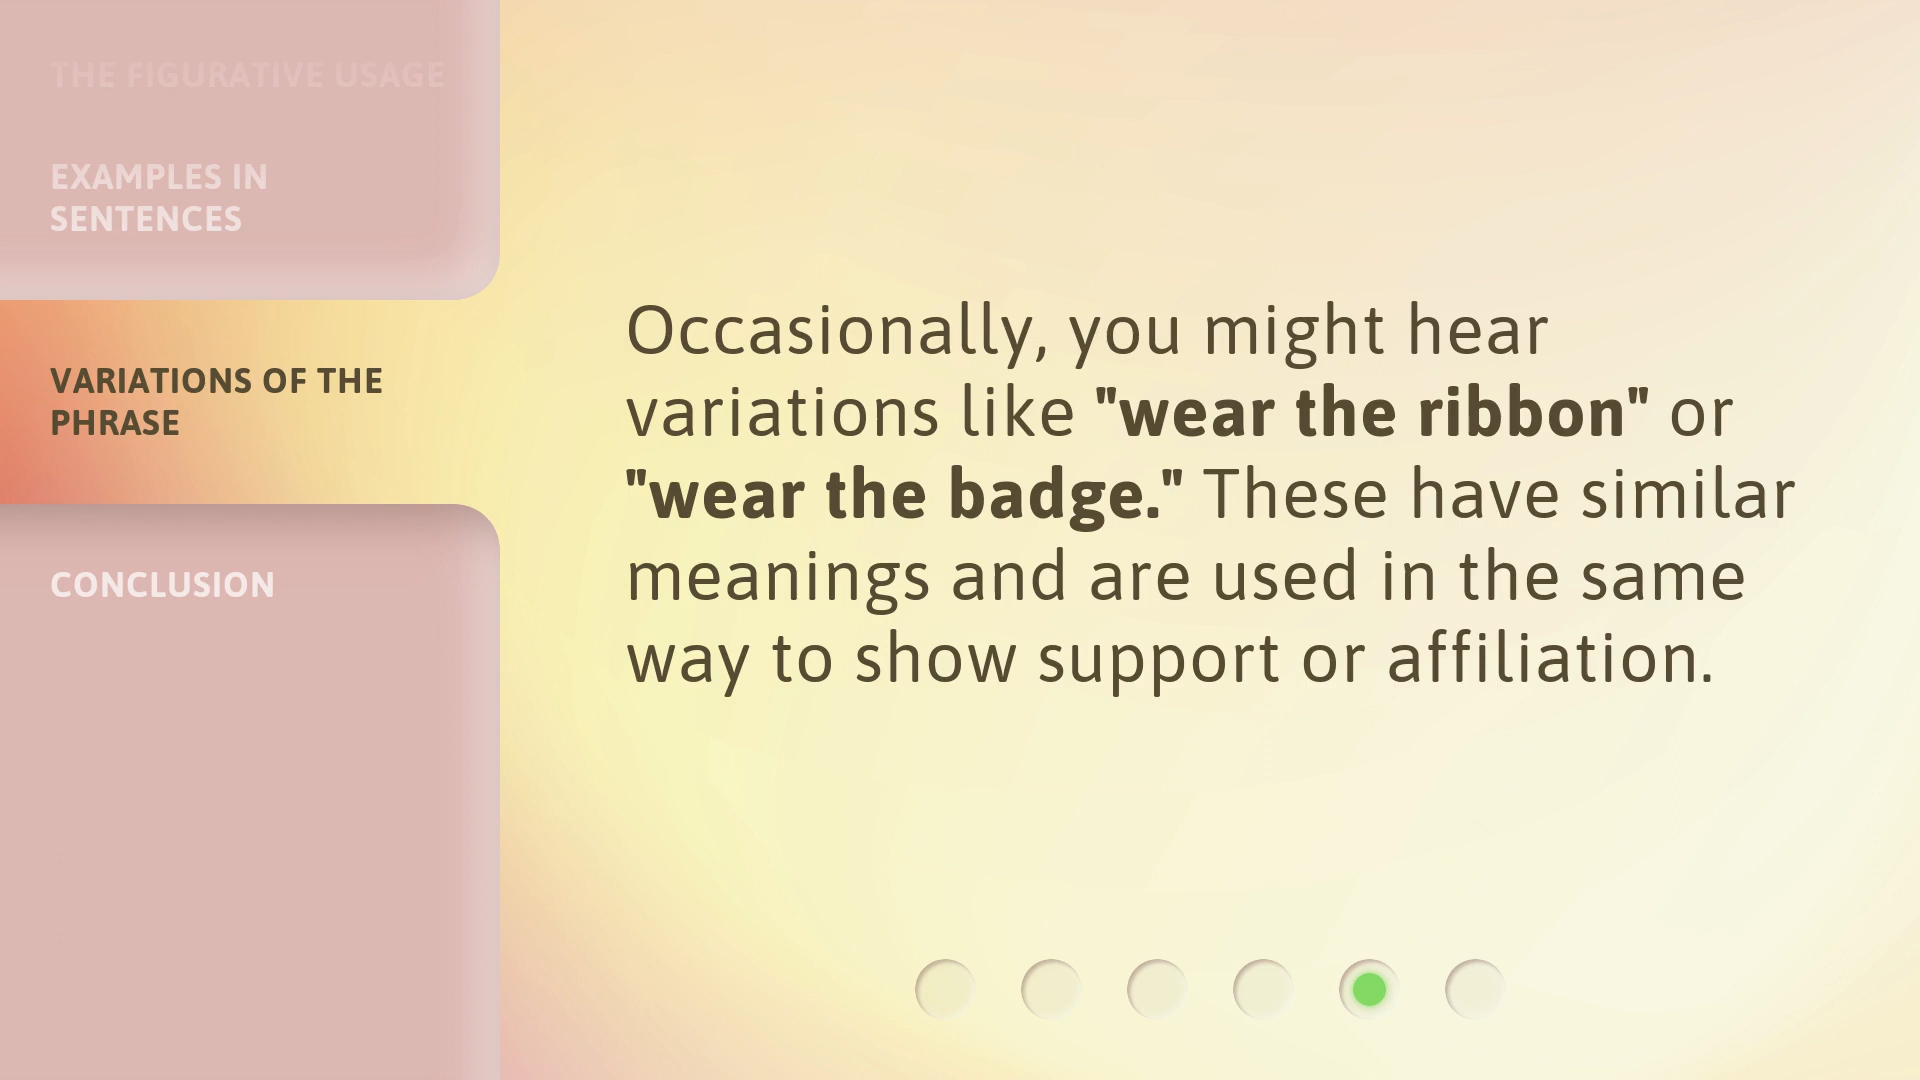 THE FIGURATIVE USAGE
EXAMPLES IN
SENTENCES
VARIATIONS OF THE
PHRASE
CONCLUSION
Occasionally, you might hear
variations like "wear the ribbon" or
"wear the badge." These have similar
meanings and are used in the same
way to show support or affiliation.